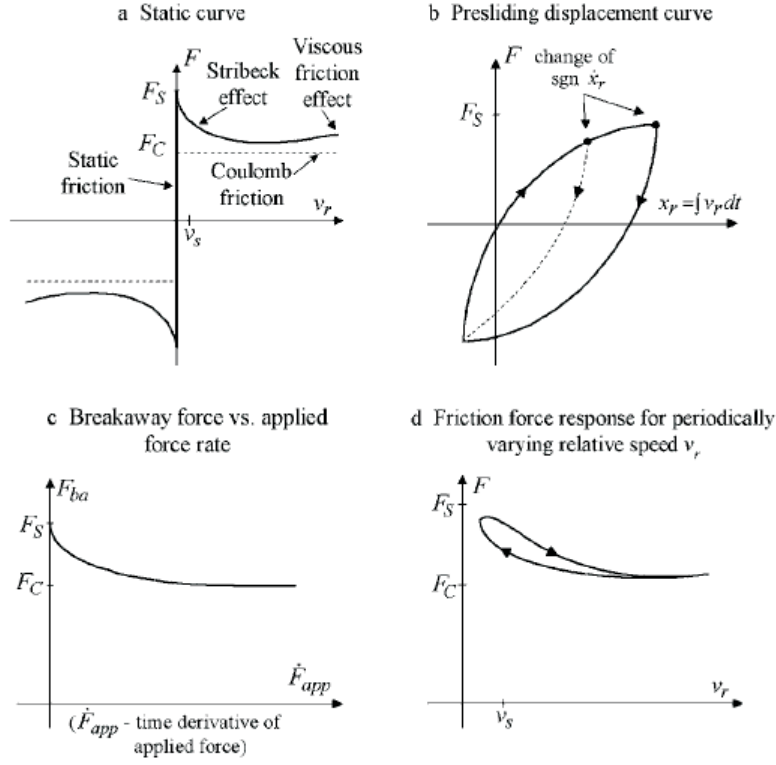 a Static curve
F
F_S
Stribeck
effect
Viscous
friction
effect
F_C
Static
friction
Coulomb
friction
v_r
v_s
b Presliding displacement curve
F
change of
sgn ẋ_r
F_S
x_r =∫ v_r dt
c Breakaway force vs. applied
force rate
F_ba
F_S
F_C
Ḟ_app
(Ḟ_app - time derivative of
applied force)
d Friction force response for periodically
varying relative speed v_r
F
F_S
F_C
v_r
v_s